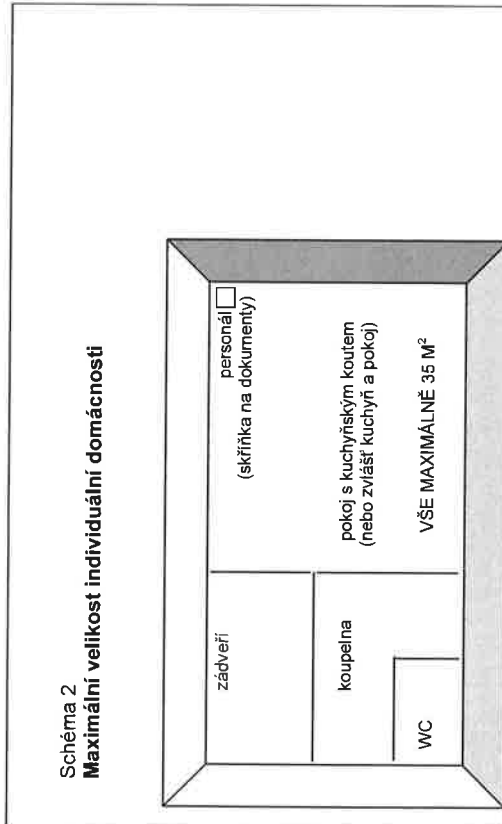 Schéma 2
Maximální velikost individuální domácnosti
zádveří
personál
(skříňka na dokumenty)
koupelna
pokoj s kuchyňským koutem
(nebo zvlášť kuchyň a pokoj)
WC
VŠE MAXIMÁLNĚ 35 M²